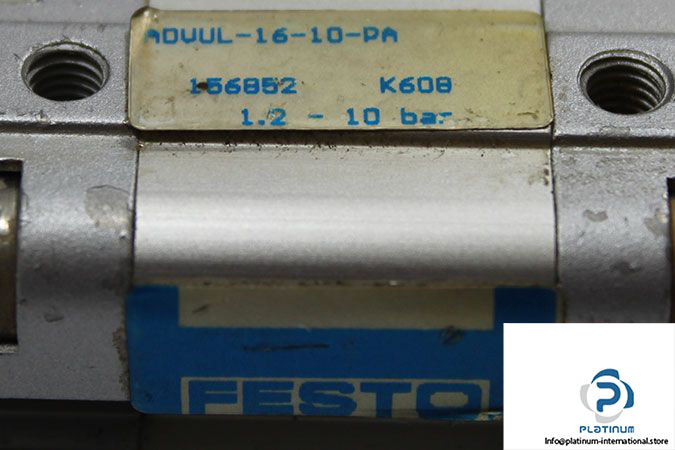 ADVUL-16-10-PA
156852 K608
1.2 - 10 bar
FESTO
PLATINUM
Info@platinum-international.store